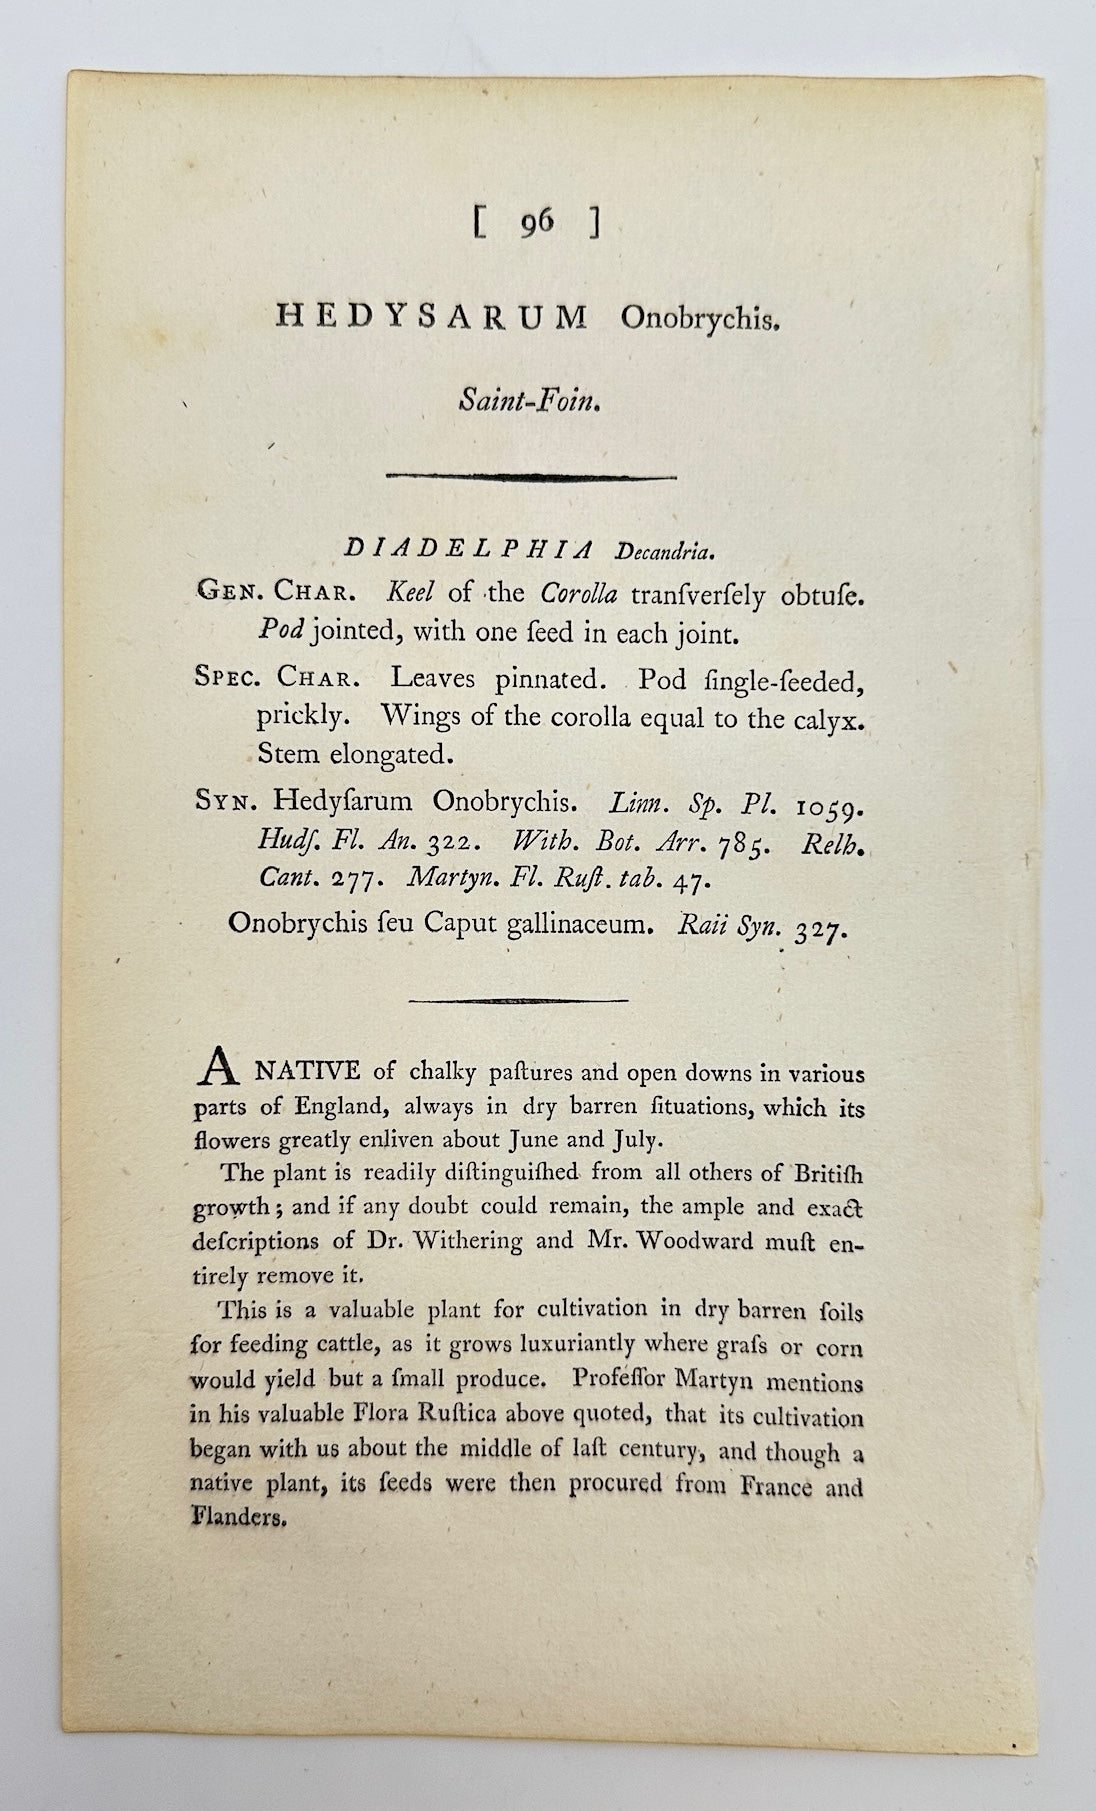 [ 96 ]
HEDYSARUM Onobrychis.
Saint-Foin.
DIADELPHIA Decandria.
GEN. CHAR. Keel of the Corolla tranſverſely obtuſe.
Pod jointed, with one ſeed in each joint.
SPEC. CHAR. Leaves pinnated. Pod ſingle-ſeeded,
prickly. Wings of the corolla equal to the calyx.
Stem elongated.
SYN. Hedyſarum Onobrychis. Linn. Sp. Pl. 1059.
Hudſ. Fl. An. 322. With. Bot. Arr. 785. Relh.
Cant. 277. Martyn. Fl. Ruſt. tab. 47.
Onobrychis ſeu Caput gallinaceum. Raii Syn. 327.
A NATIVE of chalky paſtures and open downs in various
parts of England, always in dry barren ſituations, which its
flowers greatly enliven about June and July.
The plant is readily diſtinguiſhed from all others of Britiſh
growth; and if any doubt could remain, the ample and exact
deſcriptions of Dr. Withering and Mr. Woodward muſt en-
tirely remove it.
This is a valuable plant for cultivation in dry barren ſoils
for feeding cattle, as it grows luxuriantly where graſs or corn
would yield but a ſmall produce. Profeſſor Martyn mentions
in his valuable Flora Ruſtica above quoted, that its cultivation
began with us about the middle of laſt century, and though a
native plant, its ſeeds were then procured from France and
Flanders.